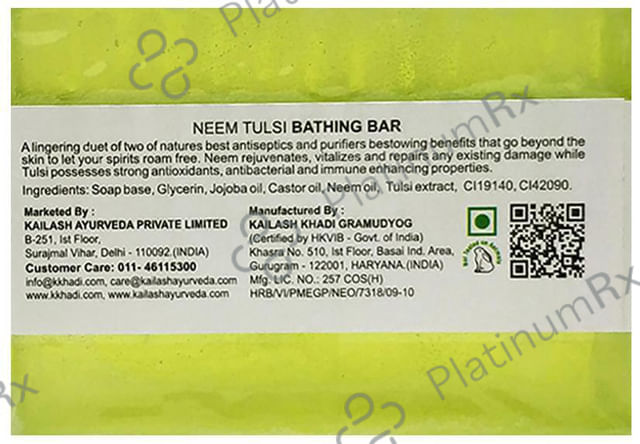 NEEM TULSI BATHING BAR
A lingering duet of two of natures best antiseptics and purifiers bestowing benefits that go beyond the
skin to let your spirits roam free. Neem rejuvenates, vitalizes and repairs any existing damage while
Tulsi possesses strong antioxidants, antibacterial and immune enhancing properties.
Ingredients: Soap base, Glycerin, Jojoba oil, Castor oil, Neem oil, Tulsi extract, CI19140, CI42090.
Marketed By :
KAILASH AYURVEDA PRIVATE LIMITED
B-251, Ist Floor,
Surajmal Vihar, Delhi - 110092.(INDIA)
Customer Care: 011- 46115300
info@kkhadi.com, care@kailashayurveda.com
www.kkhadi.com, www.kailashayurveda.com
Manufactured By :
KAILASH KHADI GRAMUDYOG
(Certified by HKVIB - Govt. of India)
Khasra No. 510, Ist Floor, Basai Ind. Area,
Gurugram - 122001, HARYANA.(INDIA)
Mfg. LIC. NO.: 257 COS(H)
HRB/VI/PMEGP/NEO/7318/09-10
Not Tested on Animals
PlatinumRx
PlatinumRx
PlatinumRx
Rx